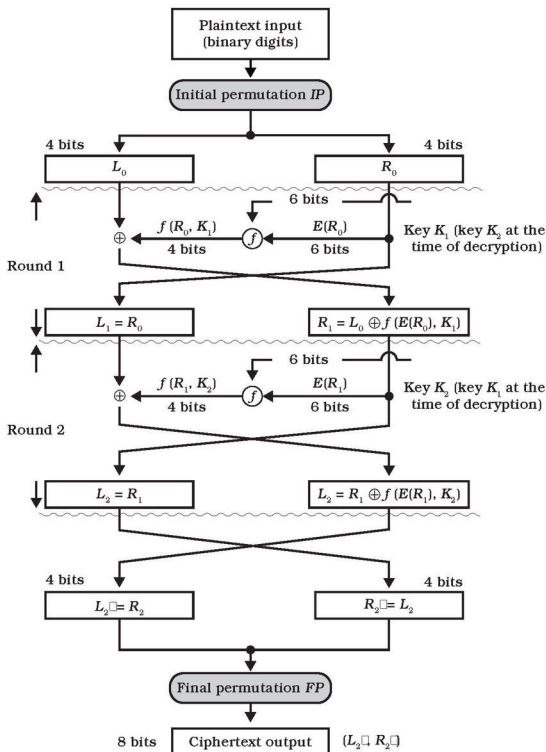 Plaintext input
(binary digits)
Initial permutation IP
4 bits
4 bits
L₀
R₀
6 bits
f (R₀, K₁)
E(R₀)
Key K₁ (key K₂ at the
time of decryption)
⊕
f
4 bits
6 bits
Round 1
L₁ = R₀
R₁ = L₀ ⊕ f (E(R₀), K₁)
6 bits
f (R₁, K₂)
E(R₁)
Key K₂ (key K₁ at the
time of decryption)
⊕
f
4 bits
6 bits
Round 2
L₂ = R₁
L₂ = R₁ ⊕ f (E(R₁), K₂)
4 bits
4 bits
L₂□ = R₂
R₂□ = L₂
Final permutation FP
8 bits
Ciphertext output
(L₂□, R₂□)